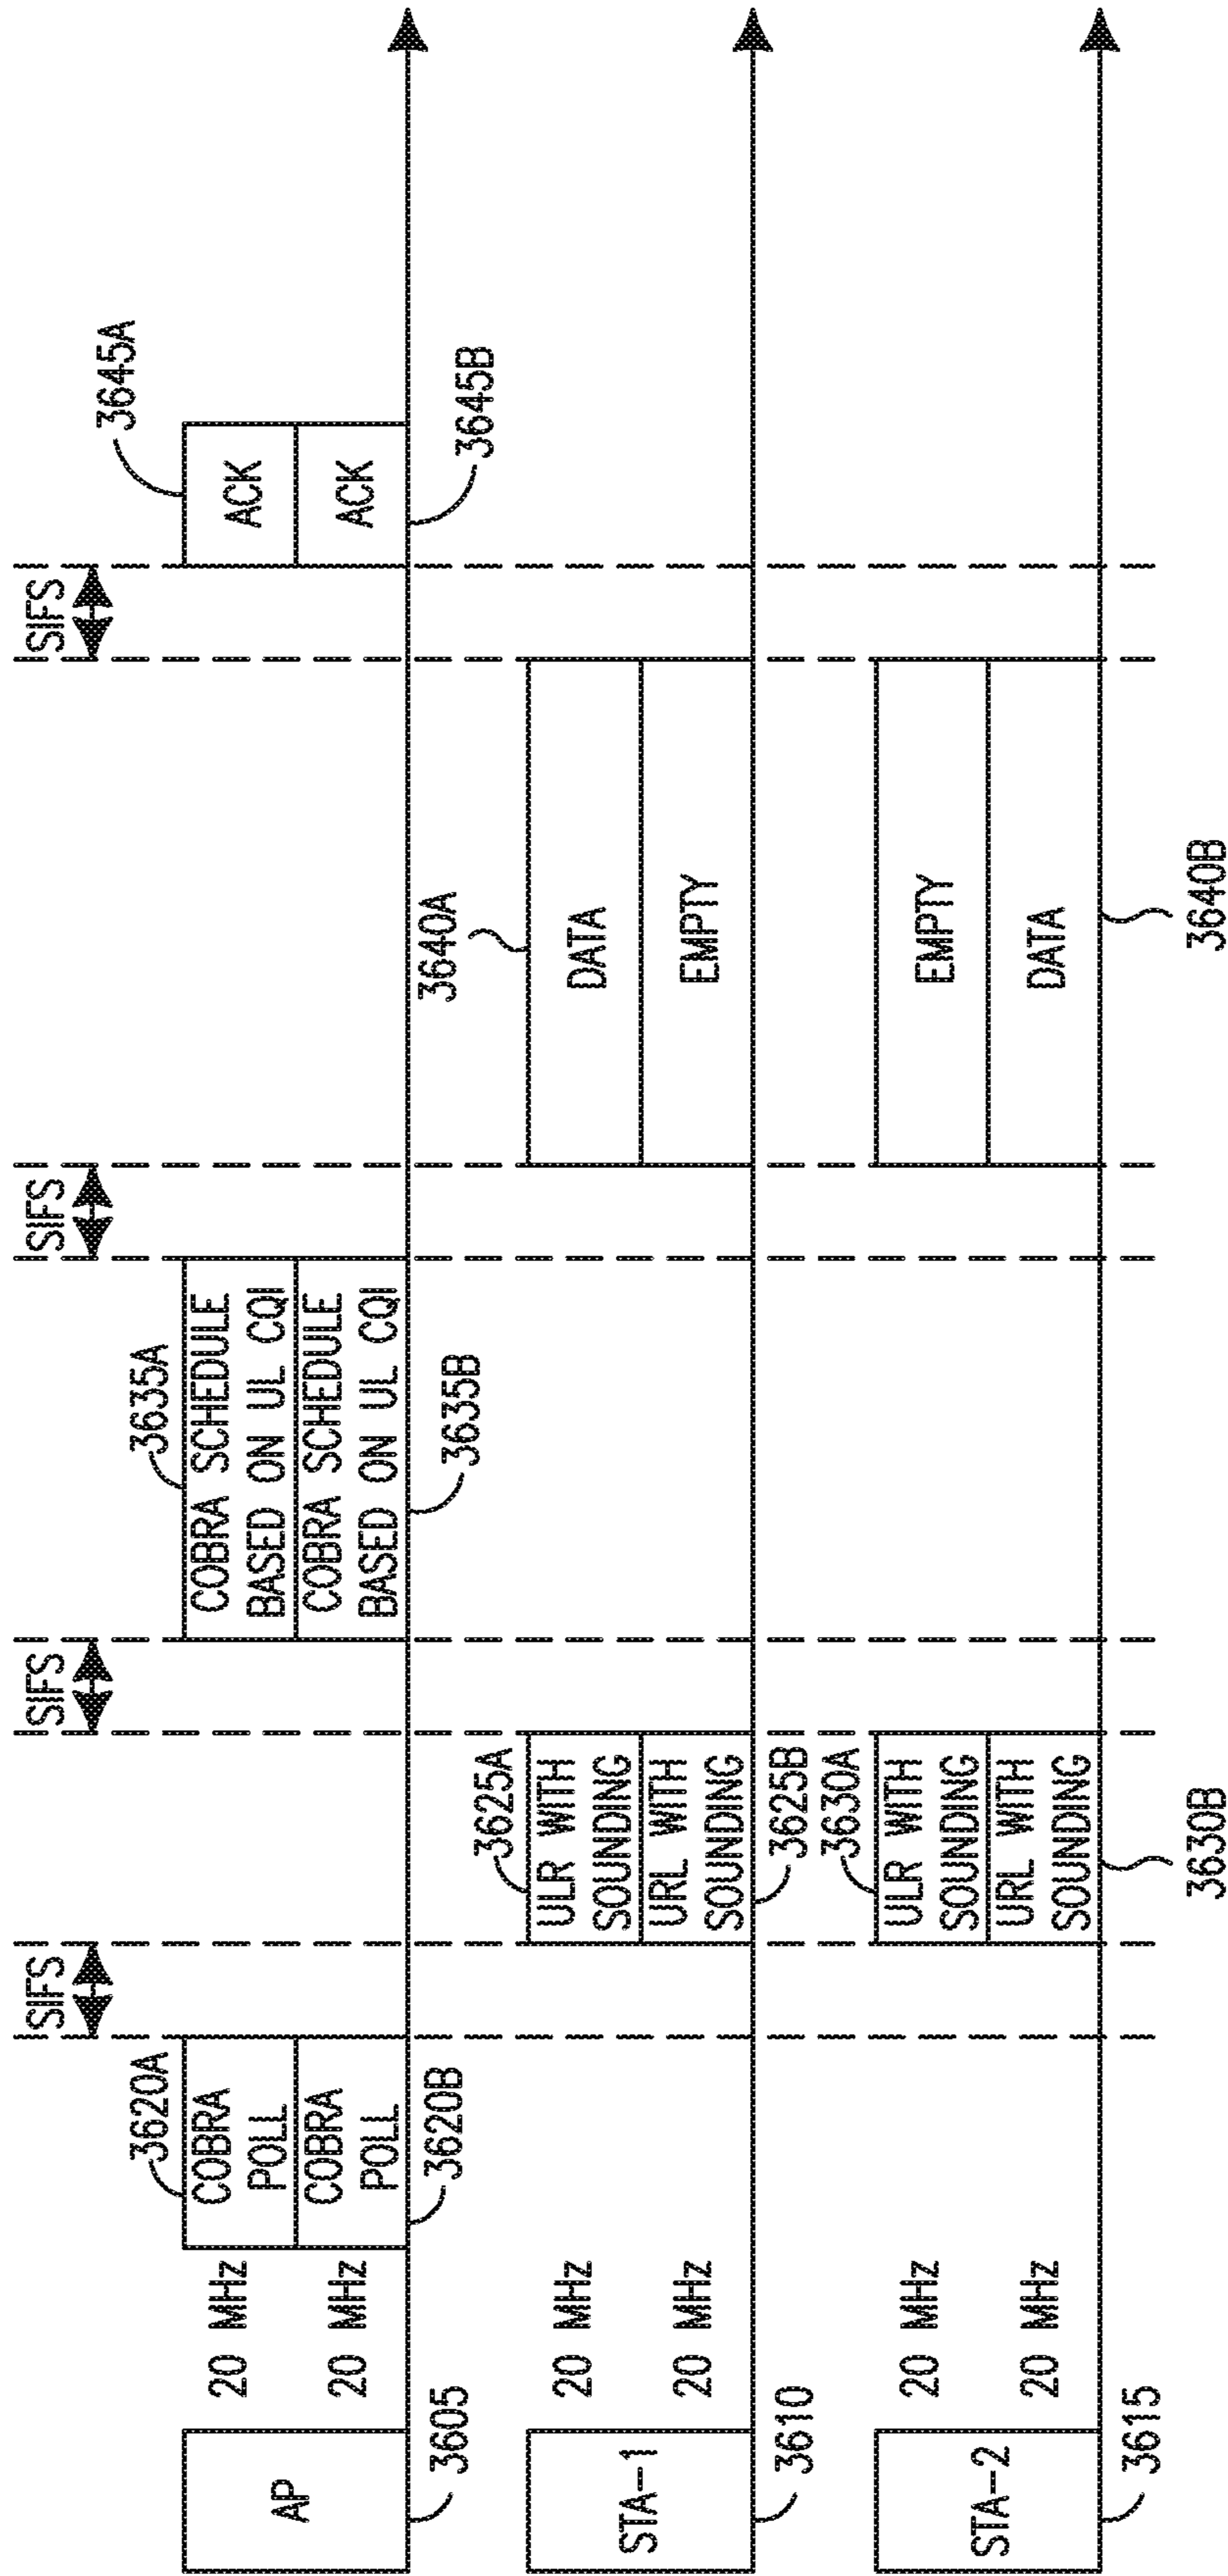 SIFS
SIFS
SIFS
SIFS
3620A
3635A
3645A
AP
20 MHz
20 MHz
COBRA
POLL
COBRA
POLL
COBRA SCHEDULE
BASED ON UL CQI
COBRA SCHEDULE
BASED ON UL CQI
ACK
ACK
3605
3620B
3635B
3645B
3625A
3640A
STA-1
20 MHz
20 MHz
ULR WITH
SOUNDING
URL WITH
SOUNDING
DATA
EMPTY
3610
3625B
3630A
STA-2
20 MHz
20 MHz
ULR WITH
SOUNDING
URL WITH
SOUNDING
EMPTY
DATA
3615
3630B
3640B